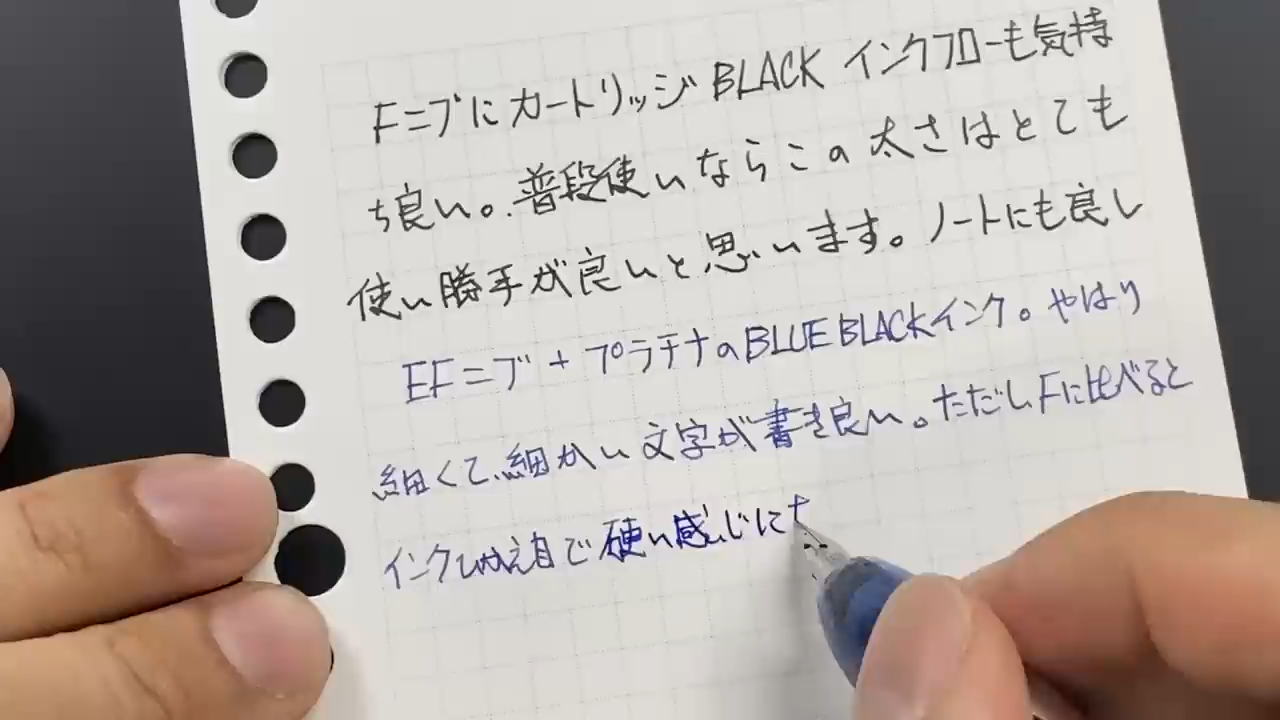 Fニブにカートリッジ BLACK インクフローも気持
ち良い。普段使いならこの太さはとても
使い勝手が良いと思います。ノートにも良し
EFニブ+プラチナのBLUE BLACKインク。やはり
細くて、細かい文字が書き良い。ただしFに比べると
インクひかえ目で硬い感じに